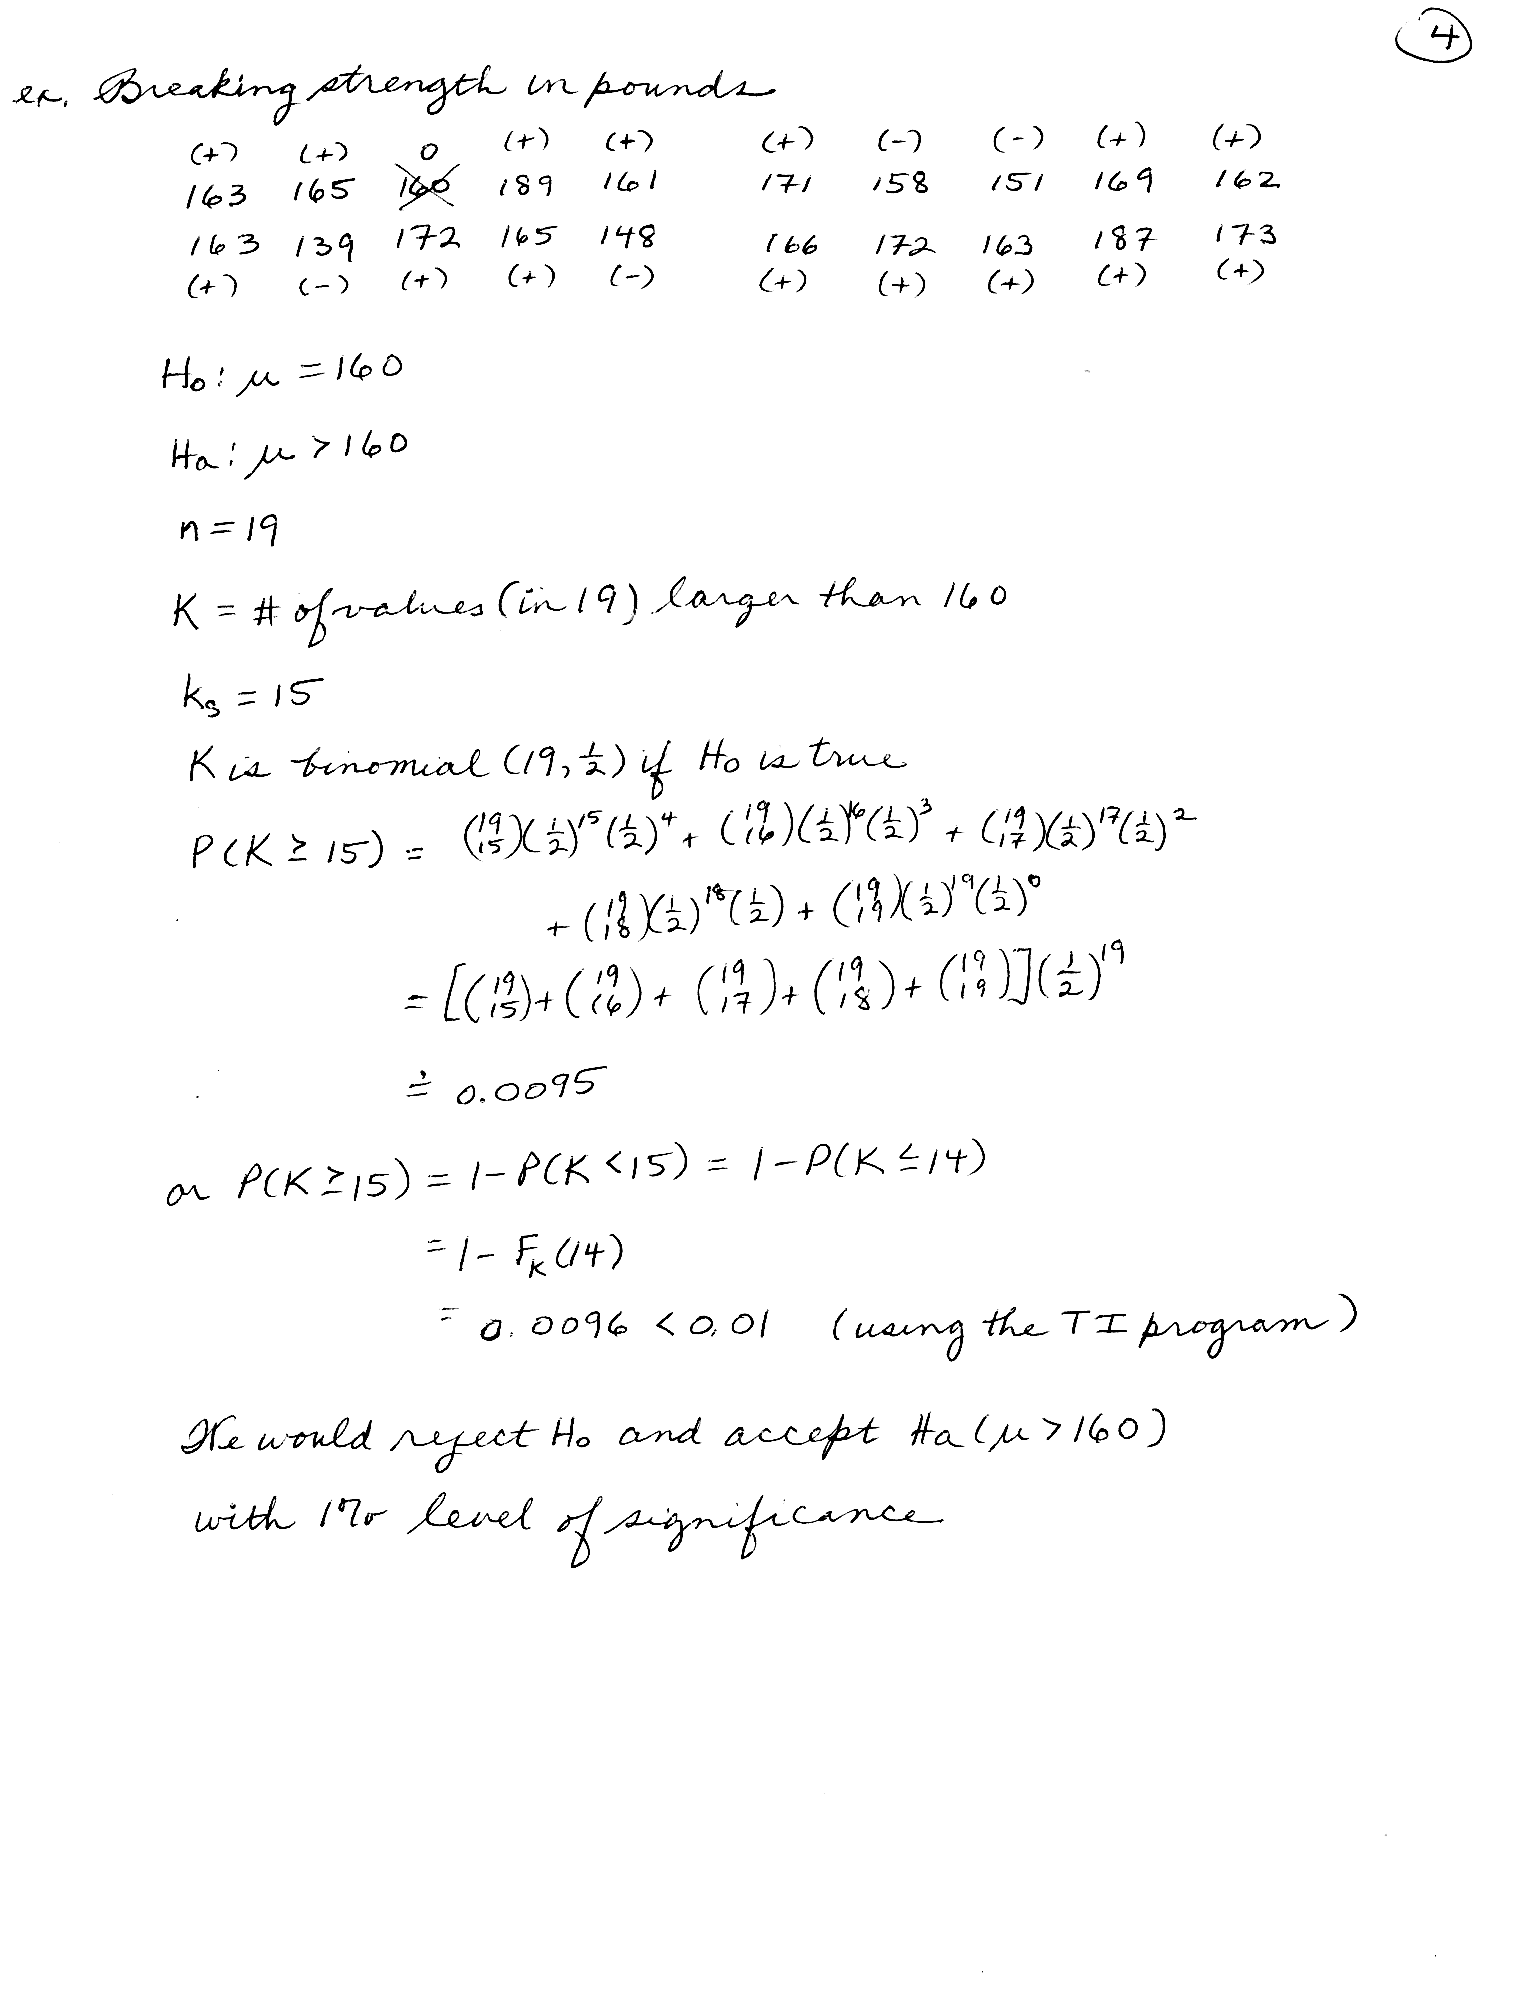 4
ex. Breaking strength in pounds
(+) (+) 0 (+) (+) (+) (-) (-) (+) (+)
163 165 160 189 161 171 158 151 169 162
163 139 172 165 148 166 172 163 187 173
(+) (-) (+) (+) (-) (+) (+) (+) (+) (+)
Ho: μ = 160
Ha: μ > 160
n = 19
K = # of values (in 19) larger than 160
ks = 15
K is binomial (19, 1/2) if Ho is true
P(K ≥ 15) = (19 15)(1/2)^15(1/2)^4 + (19 16)(1/2)^16(1/2)^3 + (19 17)(1/2)^17(1/2)^2
+ (19 18)(1/2)^18(1/2) + (19 19)(1/2)^19(1/2)^0
= [(19 15) + (19 16) + (19 17) + (19 18) + (19 19)](1/2)^19
≐ 0.0095
or P(K ≥ 15) = 1 - P(K < 15) = 1 - P(K ≤ 14)
= 1 - F_K(14)
= 0.0096 < 0.01 (using the TI program)
We would reject Ho and accept Ha (μ > 160)
with 1% level of significance